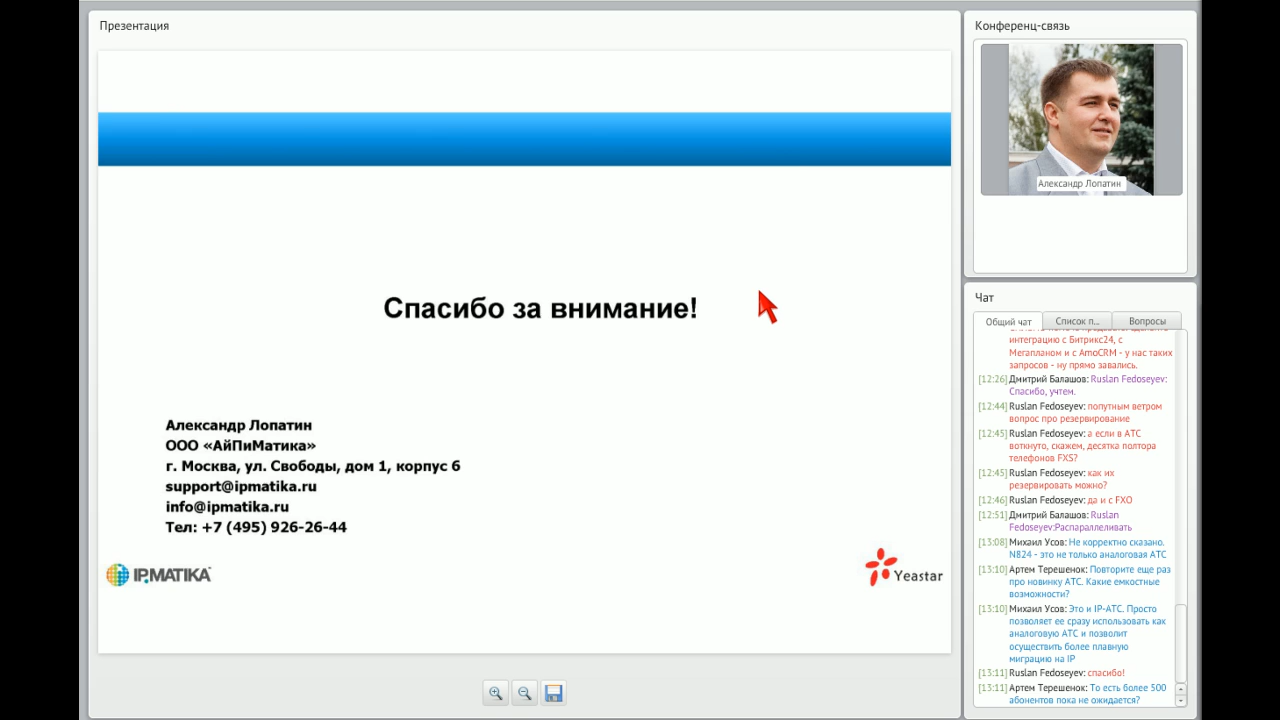 Презентация
Спасибо за внимание!
Александр Лопатин
ООО «АйПиМатика»
г. Москва, ул. Свободы, дом 1, корпус 6
support@ipmatika.ru
info@ipmatika.ru
Тел: +7 (495) 926-26-44
IP.MATIKA
Yeastar
Конференц-связь
Александр Лопатин
Чат
Общий чат
Список п...
Вопросы
интеграцию с Битрикс24, с
Мегапланом и с AmoCRM - у нас таких
запросов - ну прямо завались.
[12:26] Дмитрий Балашов: Ruslan Fedoseyev:
Спасибо, учтем.
[12:44] Ruslan Fedoseyev: попутным ветром
вопрос про резервирование
[12:45] Ruslan Fedoseyev: а если в АТС
воткнуто, скажем, десятка полтора
телефонов FXS?
[12:45] Ruslan Fedoseyev: как их
резервировать можно?
[12:46] Ruslan Fedoseyev: да и с FXO
[12:51] Дмитрий Балашов: Ruslan
Fedoseyev:Распараллеливать
[13:08] Михаил Усов: Не корректно сказано.
N824 - это не только аналоговая АТС
[13:10] Артем Терешенок: Повторите еще раз
про новинку АТС. Какие емкостные
возможности?
[13:10] Михаил Усов: Это и IP-АТС. Просто
позволяет ее сразу использовать как
аналоговую АТС и позволит
осуществить более плавную
миграцию на IP
[13:11] Ruslan Fedoseyev: спасибо!
[13:11] Артем Терешенок: То есть более 500
абонентов пока не ожидается?